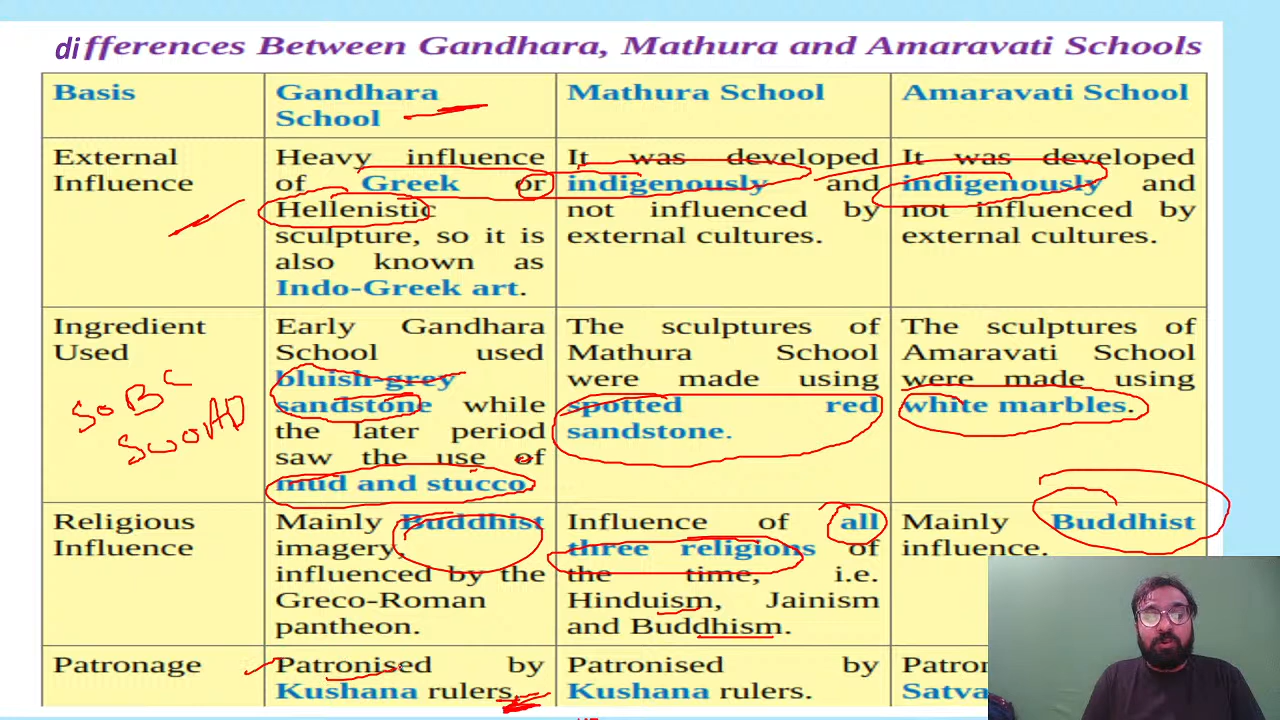 differences Between Gandhara, Mathura and Amaravati Schools
Basis
Gandhara
School
Mathura School
Amaravati School
External
Influence
Heavy influence
of Greek or
Hellenistic
sculpture, so it is
also known as
Indo-Greek art.
It was developed
indigenously and
not influenced by
external cultures.
It was developed
indigenously and
not influenced by
external cultures.
Ingredient
Used
Early Gandhara
School used
bluish-grey
sandstone while
the later period
saw the use of
mud and stucco.
The sculptures of
Mathura School
were made using
spotted red
sandstone.
The sculptures of
Amaravati School
were made using
white marbles.
Religious
Influence
Mainly Buddhist
imagery,
influenced by the
Greco-Roman
pantheon.
Influence of all
three religions of
the time, i.e.
Hinduism, Jainism
and Buddhism.
Mainly Buddhist
influence.
Patronage
Patronised by
Kushana rulers.
Patronised by
Kushana rulers.